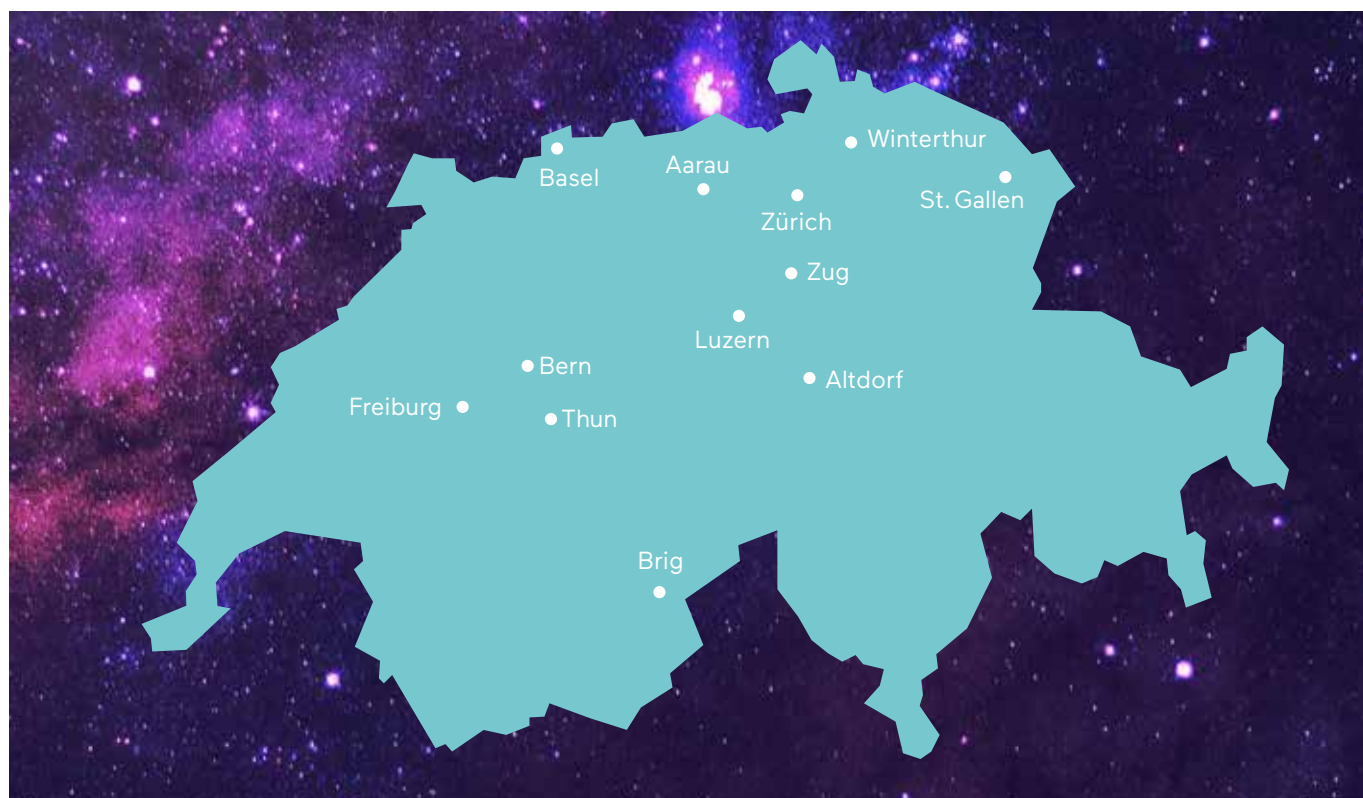 Winterthur
Aarau
Basel
St. Gallen
Zürich
Zug
Luzern
Bern
Altdorf
Freiburg
Thun
Brig